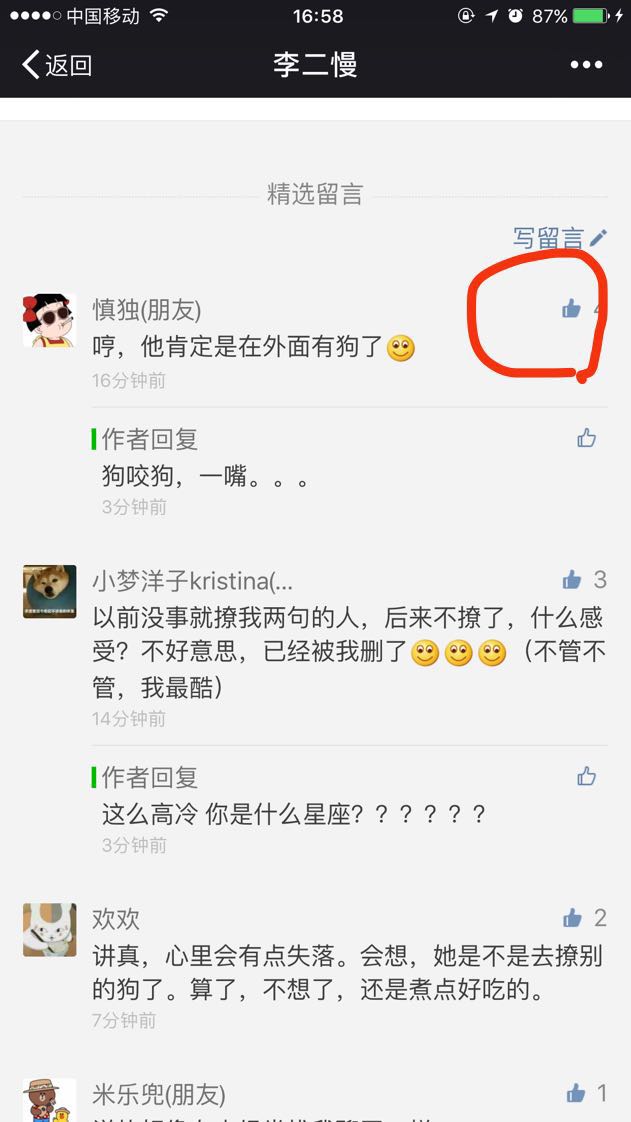 中国移动 16:58 87%
返回 李二慢
精选留言
写留言
慎独(朋友) 4
哼，他肯定是在外面有狗了
16分钟前
作者回复
狗咬狗，一嘴。。。
3分钟前
小梦洋子kristina(... 3
以前没事就撩我两句的人，后来不撩了，什么感
受？不好意思，已经被我删了（不管不
管，我最酷）
14分钟前
作者回复
这么高冷 你是什么星座？？？？？？
3分钟前
欢欢 2
讲真，心里会有点失落。会想，她是不是去撩别
的狗了。算了，不想了，还是煮点好吃的。
7分钟前
米乐兜(朋友) 1